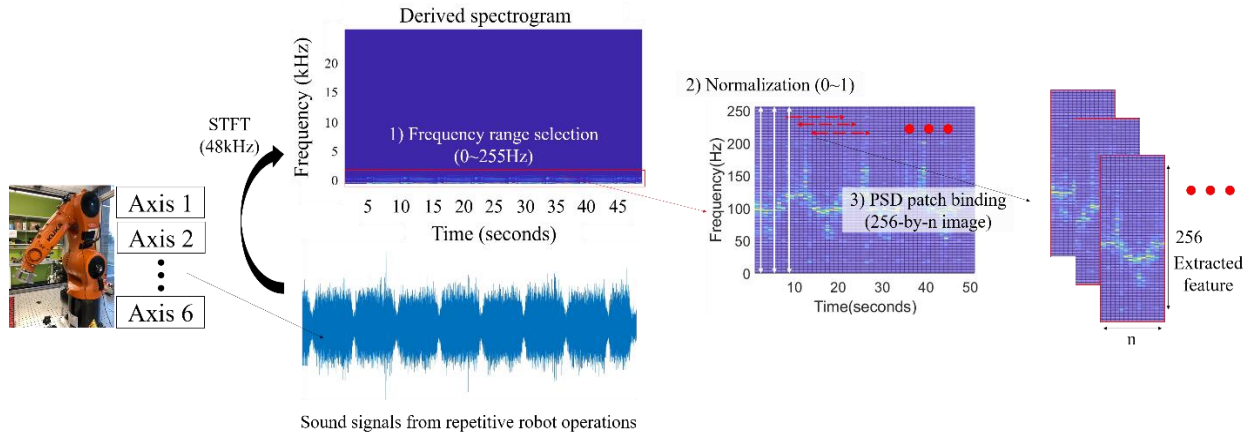 Derived spectrogram
Frequency (kHz)
20
15
10
5
0
1) Frequency range selection
(0~255Hz)
5 10 15 20 25 30 35 40 45
Time (seconds)
STFT
(48kHz)
Axis 1
Axis 2
Axis 6
Sound signals from repetitive robot operations
2) Normalization (0~1)
Frequency(Hz)
250
200
150
100
50
0
3) PSD patch binding
(256-by-n image)
10 20 30 40 50
Time(seconds)
256
Extracted
feature
n